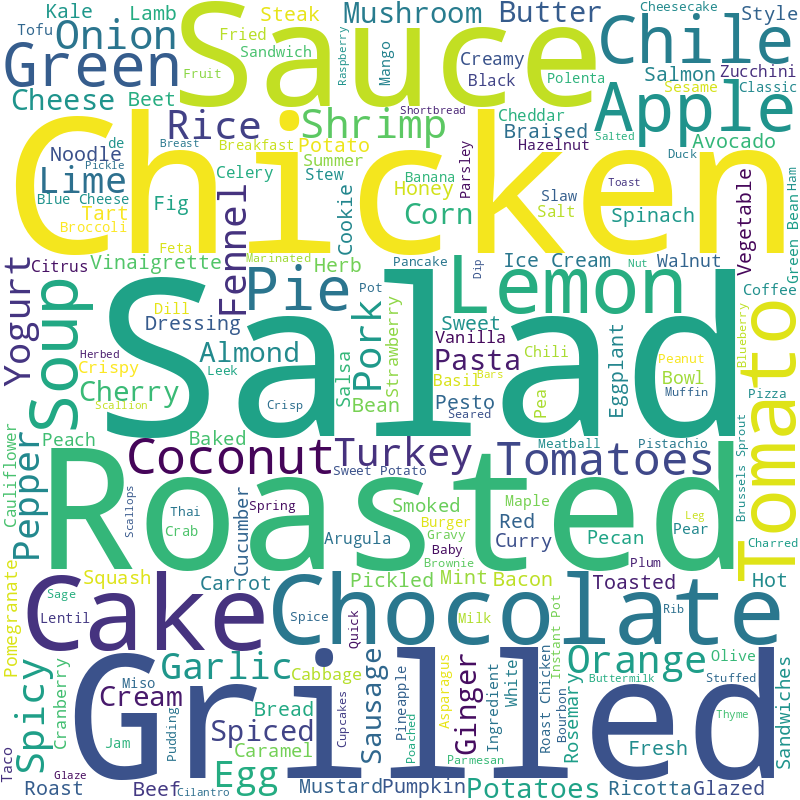 Kale Lamb Steak Mushroom Butter Cheesecake Style
Tofu Onion Fried Sauce Raspberry Mango Creamy Chile
Green Sandwich Black Polenta Salmon Zucchini
Fruit Sesame Classic
Cheese Beet Shortbread Cheddar Apple
Rice Shrimp Braised
de Breast Breakfast Potato Hazelnut Salted Avocado
Noodle Pickle Chicken Summer Parsley Duck
Lime Celery Stew Banana Toast Vegetable Green Bean Ham
Blue Cheese Fig Fennel Cookie Honey Slaw Spinach
Tart Corn Salt
Broccoli Feta Marinated
Yogurt Citrus Vinaigrette Herb Pancake Dip Ice Cream Nut Walnut
Soup Pie Pot Lemon Coffee
Dill Dressing Pork Strawberry Sweet Eggplant Tomato Blueberry
Herbed Almond Salsa Vanilla Chili Peanut
Crispy Leek Salad Pasta Bars Bowl
Cherry Basil Pea Muffin Pizza
Scallion Crisp Bean Pesto Seared
Cauliflower Pepper Peach Baked Coconut Turkey Meatball Pistachio Brussels Sprout
Sweet Potato Tomatoes
Scallops Roasted Cucumber Spring Smoked Maple Leg
Thai Crab Arugula Burger Gravy Red Pecan Pear Charred
Baby Brownie Curry Plum
Pomegranate Squash Carrot Pickled Mint Bacon Toasted Hot
Sage Cake Chocolate
Lentil Spice Quick Milk Instant Pot Rib
Spicy Cranberry Garlic Cabbage Sausage Asparagus Ginger White Orange Olive
Miso Grilled Buttermilk Stuffed
Cream Pudding Bread Cupcakes Pineapple Ingredient Roast Chicken Bourbon Rosemary Sandwiches
Spiced Poached Thyme
Jam Caramel Parmesan Fresh
Taco Glaze Egg
Roast Beef Cilantro Mustard Pumpkin Potatoes Ricotta Glazed